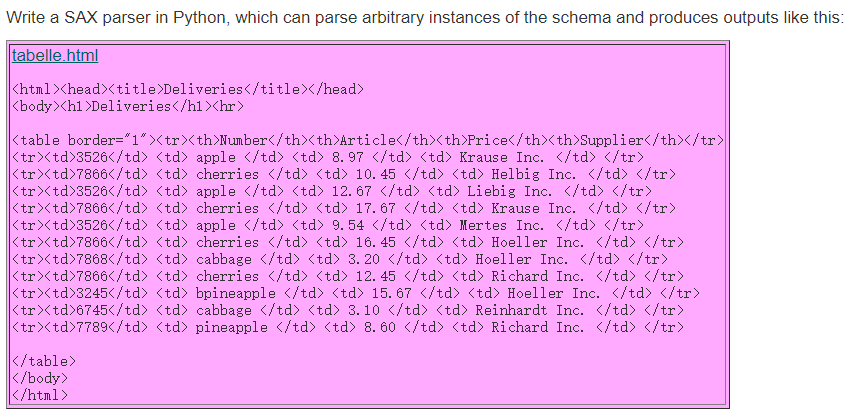 Write a SAX parser in Python, which can parse arbitrary instances of the schema and produces outputs like this:
tabelle.html
<html><head><title>Deliveries</title></head>
<body><h1>Deliveries</h1><hr>
<table border="1"><tr><th>Number</th><th>Article</th><th>Price</th><th>Supplier</th></tr>
<tr><td>3526</td> <td> apple </td> <td> 8.97 </td> <td> Krause Inc. </td> </tr>
<tr><td>7866</td> <td> cherries </td> <td> 10.45 </td> <td> Helbig Inc. </td> </tr>
<tr><td>3526</td> <td> apple </td> <td> 12.67 </td> <td> Liebig Inc. </td> </tr>
<tr><td>7866</td> <td> cherries </td> <td> 17.67 </td> <td> Krause Inc. </td> </tr>
<tr><td>3526</td> <td> apple </td> <td> 9.54 </td> <td> Mertes Inc. </td> </tr>
<tr><td>7866</td> <td> cherries </td> <td> 16.45 </td> <td> Hoeller Inc. </td> </tr>
<tr><td>7868</td> <td> cabbage </td> <td> 3.20 </td> <td> Hoeller Inc. </td> </tr>
<tr><td>7866</td> <td> cherries </td> <td> 12.45 </td> <td> Richard Inc. </td> </tr>
<tr><td>3245</td> <td> bpineapple </td> <td> 15.67 </td> <td> Hoeller Inc. </td> </tr>
<tr><td>6745</td> <td> cabbage </td> <td> 3.10 </td> <td> Reinhardt Inc. </td> </tr>
<tr><td>7789</td> <td> pineapple </td> <td> 8.60 </td> <td> Richard Inc. </td> </tr>
</table>
</body>
</html>